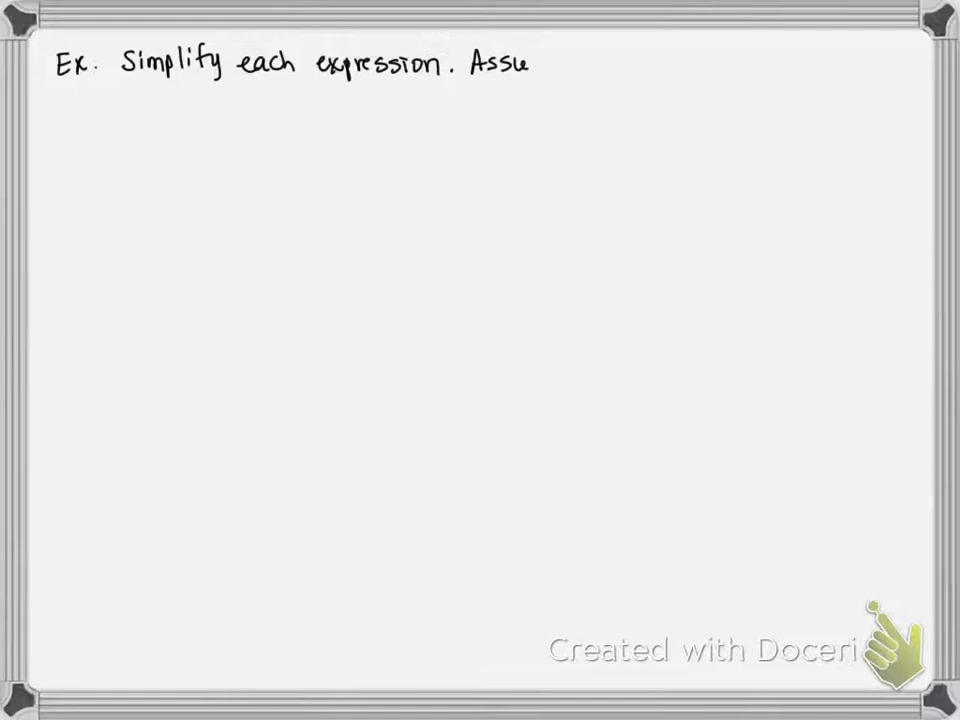 Ex. Simplify each expression. Assu
Created with Doceri